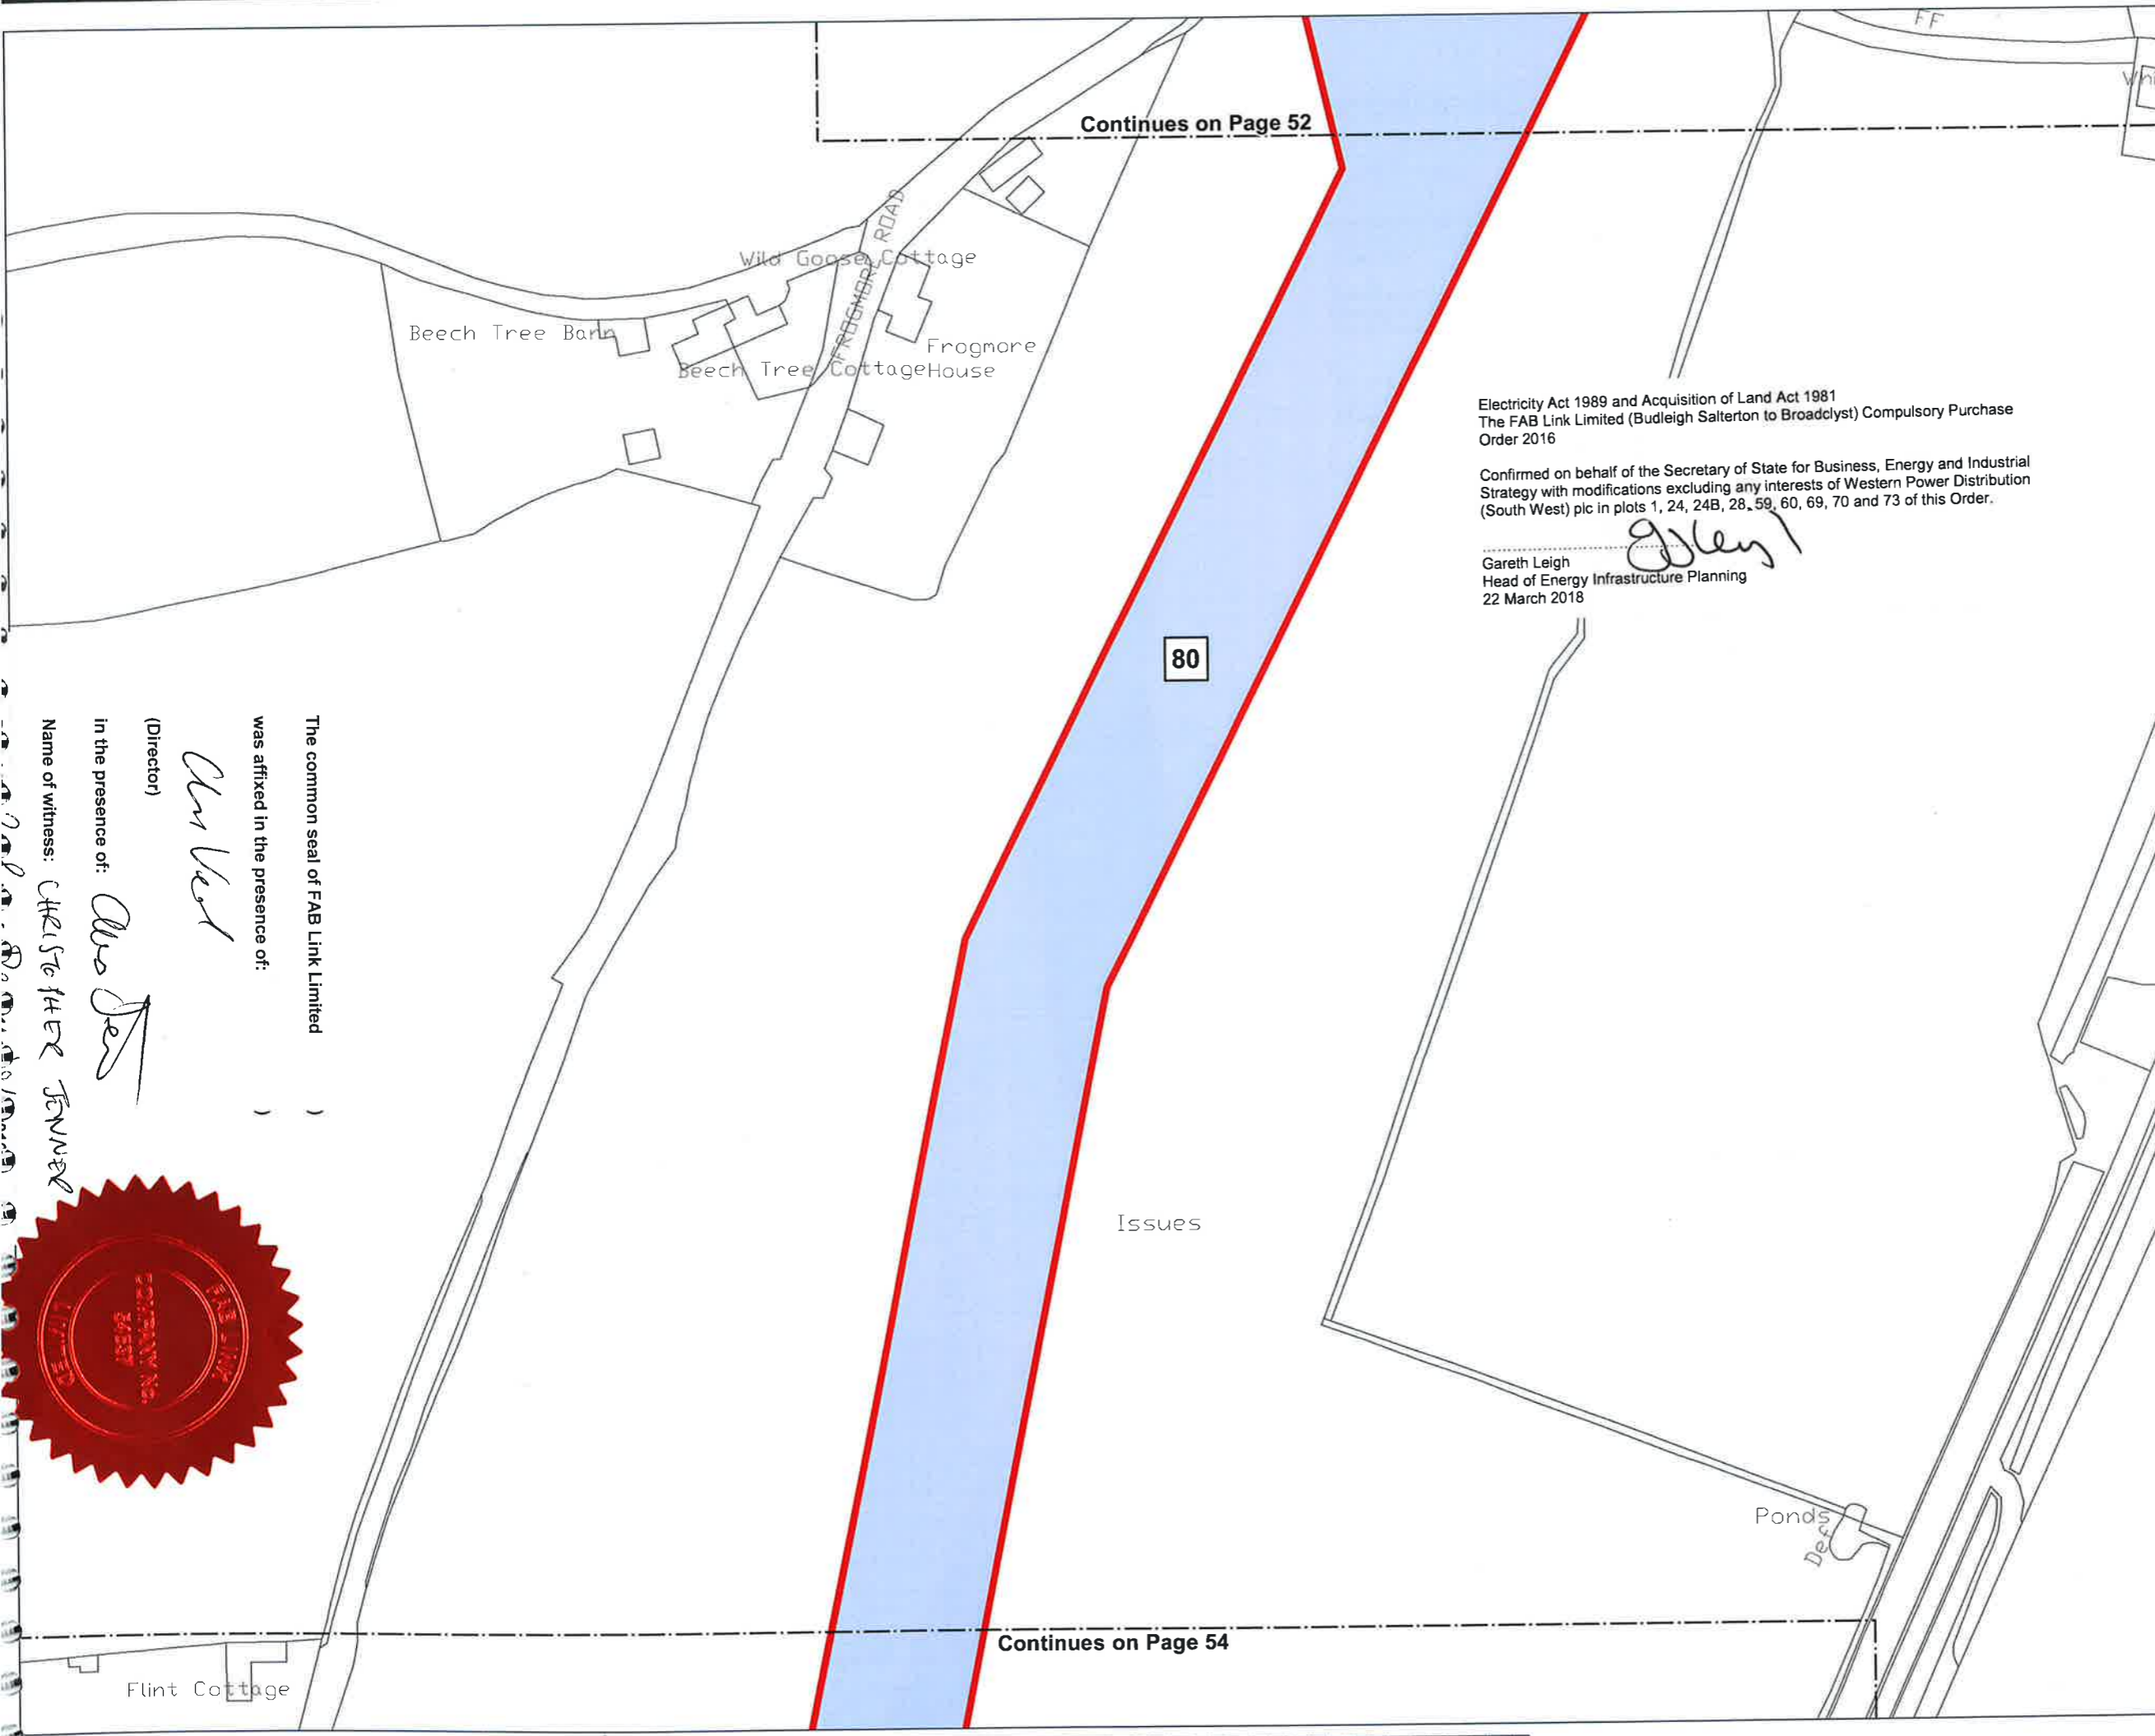 FF
Continues on Page 52
FROGMORE ROAD
Wild Goose Cottage
Beech Tree Barn
Frogmore
House
Beech Tree Cottage
Electricity Act 1989 and Acquisition of Land Act 1981
The FAB Link Limited (Budleigh Salterton to Broadclyst) Compulsory Purchase
Order 2016
Confirmed on behalf of the Secretary of State for Business, Energy and Industrial
Strategy with modifications excluding any interests of Western Power Distribution
(South West) plc in plots 1, 24, 24B, 28, 59, 60, 69, 70 and 73 of this Order.
Gareth Leigh
Head of Energy Infrastructure Planning
22 March 2018
80
The common seal of FAB Link Limited )
was affixed in the presence of: )
(Director)
in the presence of:
Name of witness: CHRISTOPHER JENNER
FAB LINK
LIMITED
COMPANY No.
Issues
Ponds
Def
Continues on Page 54
Flint Cottage